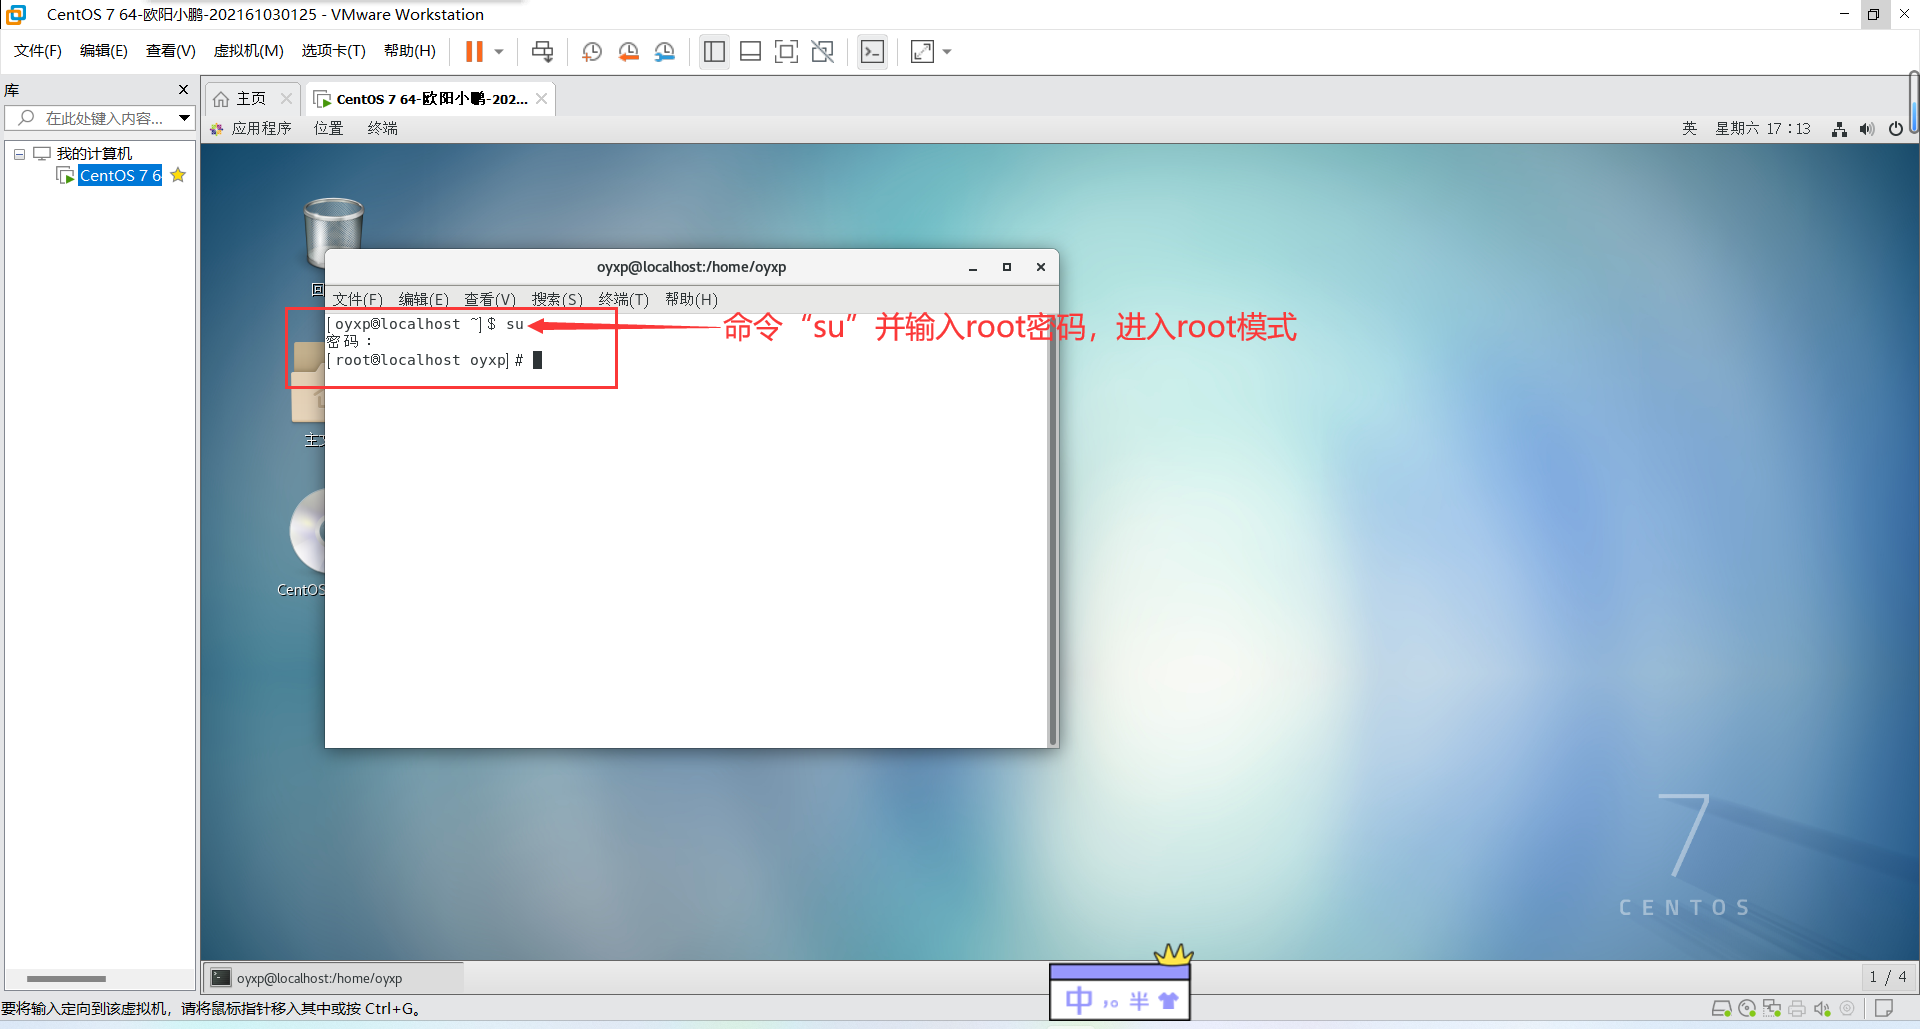 CentOS 7 64-欧阳小鹏-202161030125 - VMware Workstation
文件(F) 编辑(E) 查看(V) 虚拟机(M) 选项卡(T) 帮助(H)
库
在此处键入内容...
我的计算机
CentOS 7 6
主页
CentOS 7 64-欧阳小鹏-202...
应用程序 位置 终端
英 星期六 17：13
oyxp@localhost:/home/oyxp
文件(F) 编辑(E) 查看(V) 搜索(S) 终端(T) 帮助(H)
[oyxp@localhost ~]$ su
密码：
[root@localhost oyxp]#
命令“su”并输入root密码，进入root模式
回
主文
CentOS
7
CENTOS
oyxp@localhost:/home/oyxp
1 / 4
中 ，。 半
要将输入定向到该虚拟机，请将鼠标指针移入其中或按 Ctrl+G。